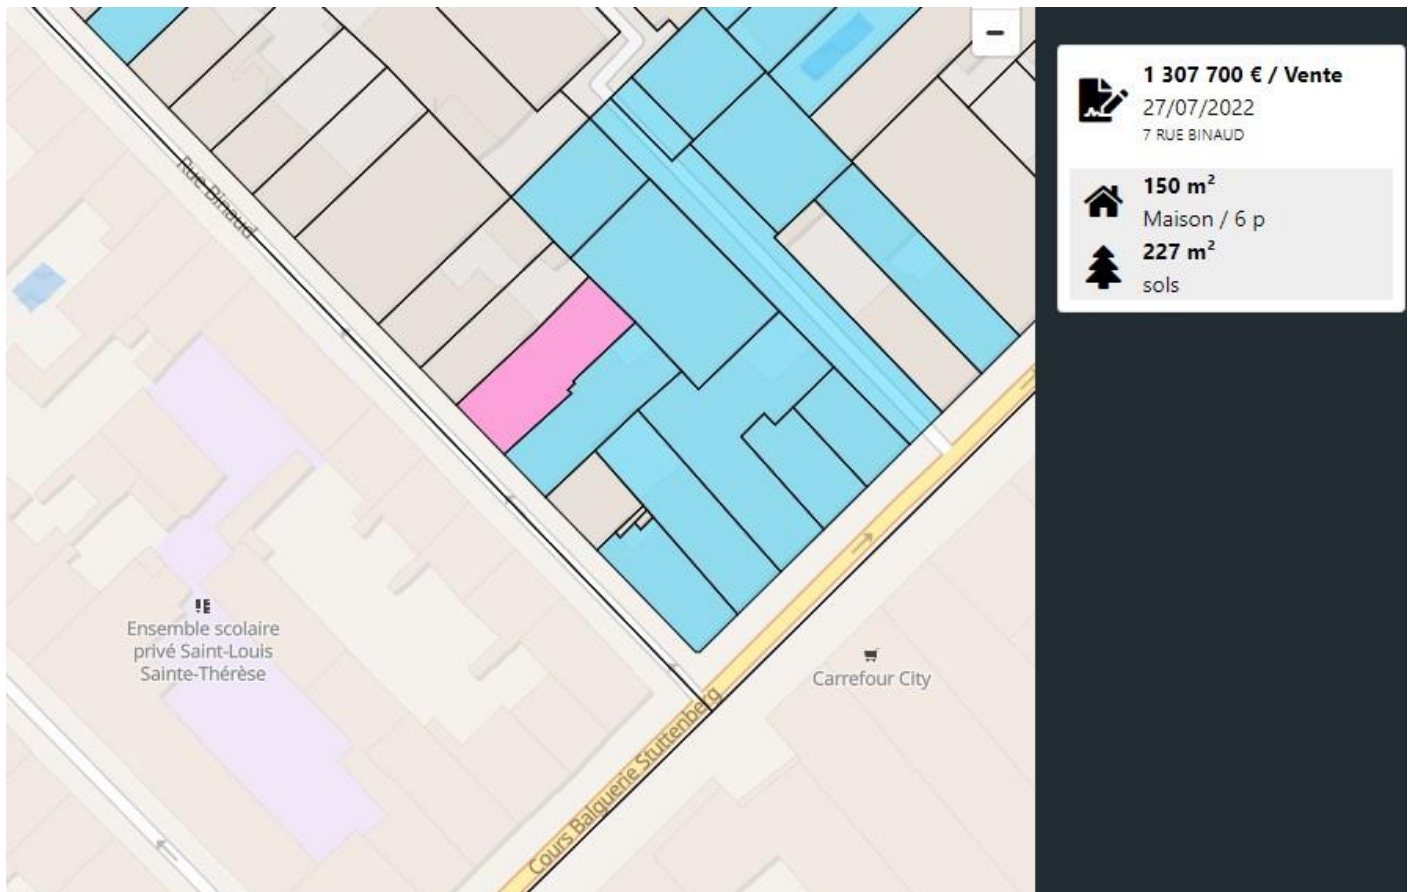 1 307 700 € / Vente
27/07/2022
7 RUE BINAUD
150 m²
Maison / 6 p
227 m²
sols
Rue Binaud
Ensemble scolaire
privé Saint-Louis
Sainte-Thérèse
Carrefour City
Cours Balguerie Stuttenberg